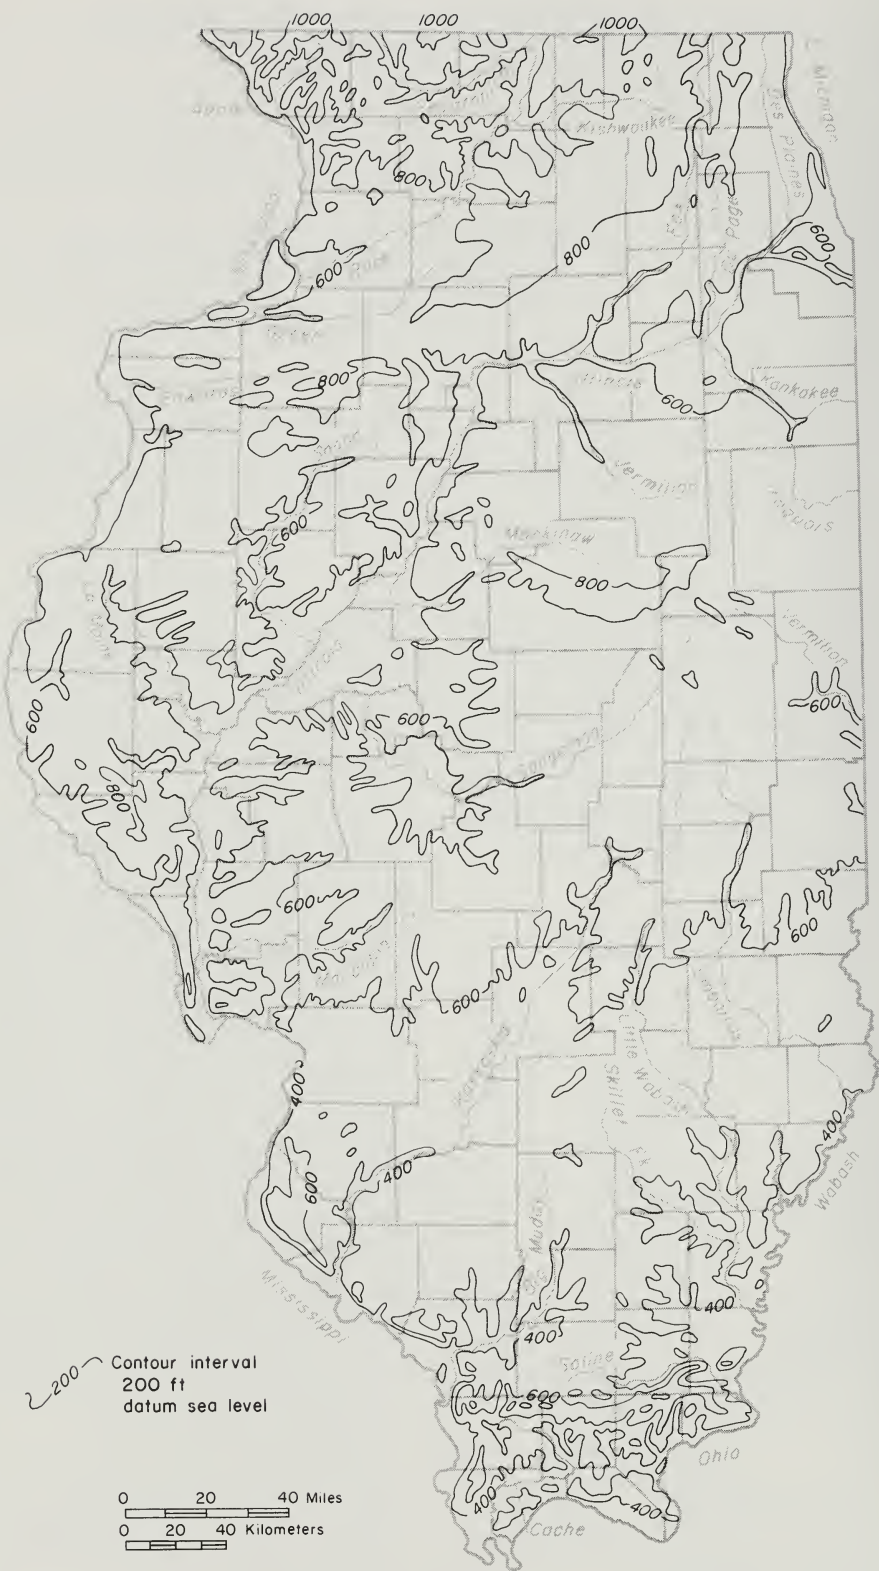 1000
1000
1000
L. Michigan
Des Plaines
Kishwaukee
Fox
Du Page
800
800
600
Rock
600
Green
800
Edwards
Illinois
600
Kankakee
Spoon
Vermilion
Iroquois
600
Mackinaw
800
La Moine
Vermilion
Illinois
600
600
600
Sangamon
800
600
Macoupin
600
600
Embarras
Kaskaskia
Little Wabash
Skillet Fk
400
400
Wabash
400
600
Big Muddy
Mississippi
400
400
Saline
600
Ohio
400
400
Cache
200
Contour interval
200 ft
datum sea level
0 20 40 Miles
0 20 40 Kilometers